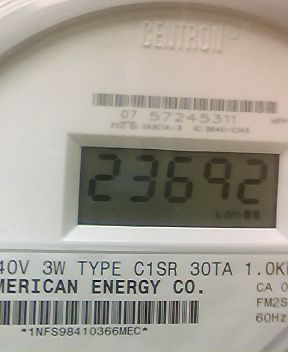 CENTRON
07 57245311
23692
kWh
40V 3W TYPE C1SR 30TA 1.0K
MERICAN ENERGY CO.
CA 0
FM2S
60Hz
*1NFS98410366MEC*